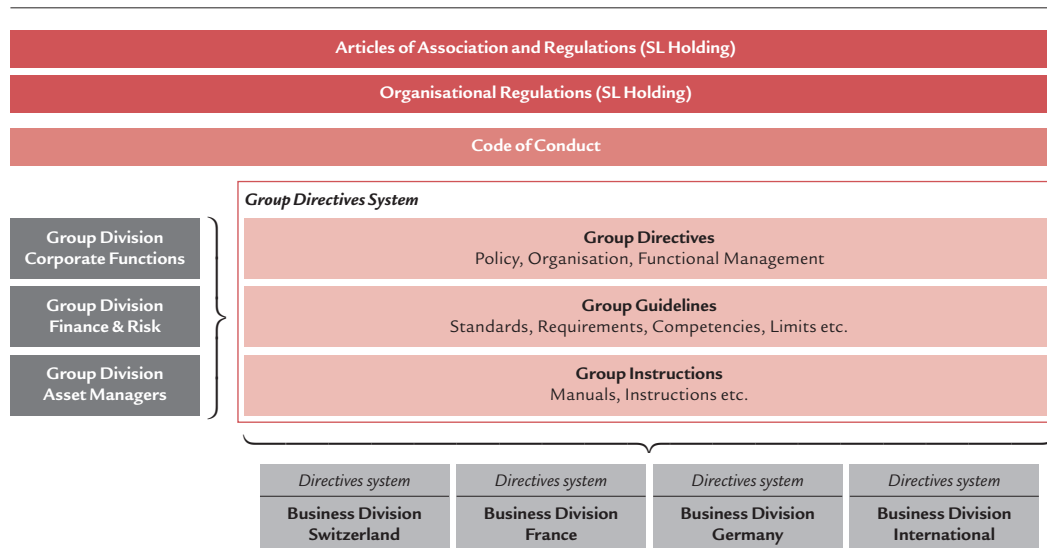 Articles of Association and Regulations (SL Holding)
Organisational Regulations (SL Holding)
Code of Conduct
Group Directives System
Group Division
Corporate Functions
Group Directives
Policy, Organisation, Functional Management
Group Division
Finance & Risk
Group Guidelines
Standards, Requirements, Competencies, Limits etc.
Group Division
Asset Managers
Group Instructions
Manuals, Instructions etc.
Directives system
Business Division
Switzerland
Directives system
Business Division
France
Directives system
Business Division
Germany
Directives system
Business Division
International